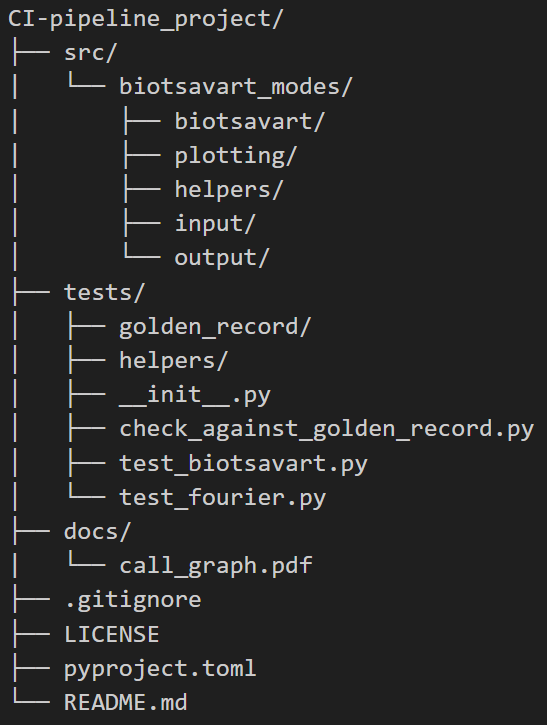 CI-pipeline_project/
├── src/
│   └── biotsavart_modes/
│       ├── biotsavart/
│       ├── plotting/
│       ├── helpers/
│       ├── input/
│       └── output/
├── tests/
│   ├── golden_record/
│   ├── helpers/
│   ├── __init__.py
│   ├── check_against_golden_record.py
│   ├── test_biotsavart.py
│   └── test_fourier.py
├── docs/
│   └── call_graph.pdf
├── .gitignore
├── LICENSE
├── pyproject.toml
└── README.md